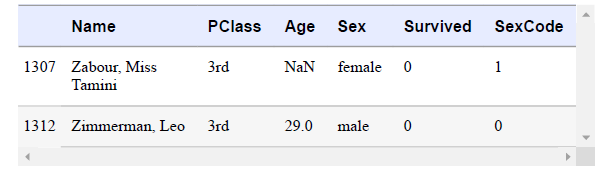 Name PClass Age Sex Survived SexCode
1307 Zabour, Miss 3rd NaN female 0 1
Tamini
1312 Zimmerman, Leo 3rd 29.0 male 0 0